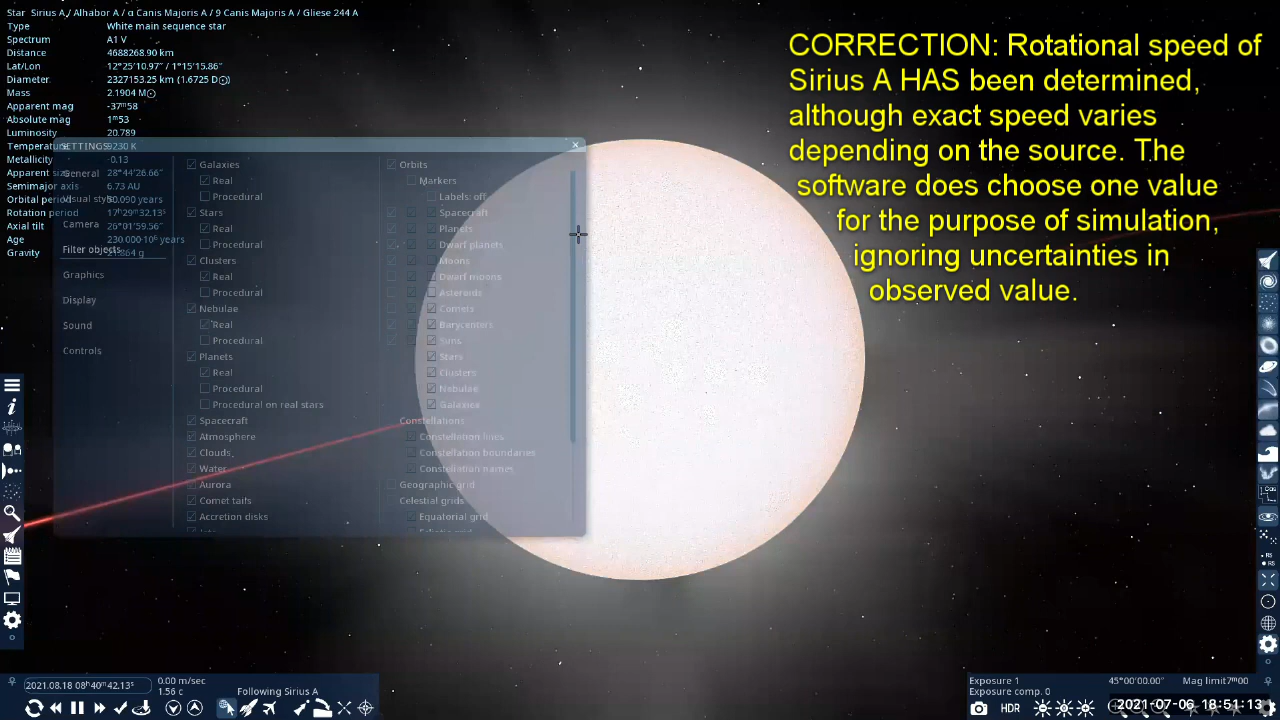 Star Sirius A / Alhabor A / α Canis Majoris A / 9 Canis Majoris A / Gliese 244 A
Type White main sequence star
Spectrum A1 V
Distance 4688268.90 km
Lat/Lon 12°25'10.97" / 1°15'15.86"
Diameter 2327153.25 km (1.6725 D☉)
Mass 2.1904 M☉
Apparent mag -37ᵐ58
Absolute mag 1ᵐ53
Luminosity 20.789
Temperature 9230 K
Metallicity -0.13
Apparent 28°44'26.66"
Semimajor axis 6.73 AU
Orbital period 50.090 years
Rotation period 17ʰ29ᵐ32.13ˢ
Axial tilt 26°01'59.56"
Age 230.000·10⁶ years
Gravity
CORRECTION: Rotational speed of
Sirius A HAS been determined,
although exact speed varies
depending on the source. The
software does choose one value
for the purpose of simulation,
ignoring uncertainties in
observed value.
SETTINGS
General
Visual style
Camera
Filter objects
Graphics
Display
Sound
Controls
Galaxies
Real
Procedural
Stars
Real
Procedural
Clusters
Real
Procedural
Nebulae
Real
Procedural
Planets
Real
Procedural
Procedural on real stars
Spacecraft
Atmosphere
Clouds
Water
Aurora
Comet tails
Accretion disks
Orbits
Markers
Labels: off
Spacecraft
Planets
Dwarf planets
Moons
Dwarf moons
Asteroids
Comets
Barycenters
Suns
Stars
Clusters
Nebulae
Galaxies
Constellations
Constellation lines
Constellation boundaries
Constellation names
Geographic grid
Celestial grids
Equatorial grid
Ecliptic grid
2021.08.18 08ʰ40ᵐ42.13ˢ
0.00 m/sec
1.56 c
Following Sirius A
Exposure 1
Exposure comp. 0
45°00'00.00"
Mag limit 7ᵐ00
HDR
2021-07-06 18:51:13